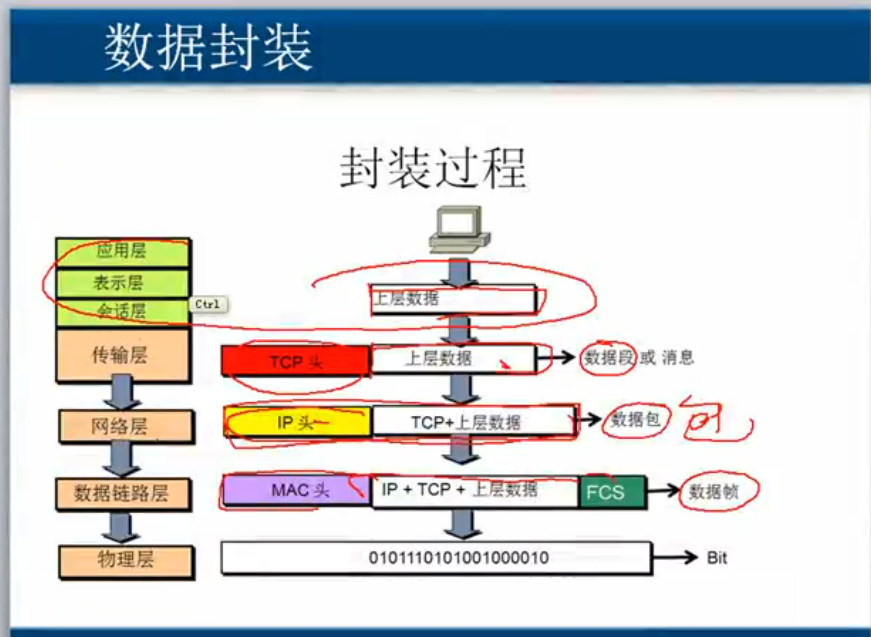 数据封装
封装过程
应用层
表示层
会话层
Ctrl
上层数据
传输层
TCP 头
上层数据
数据段 或 消息
网络层
IP 头
TCP+上层数据
数据包
包
数据链路层
MAC 头
IP + TCP + 上层数据
FCS
数据帧
物理层
0101110101001000010
Bit